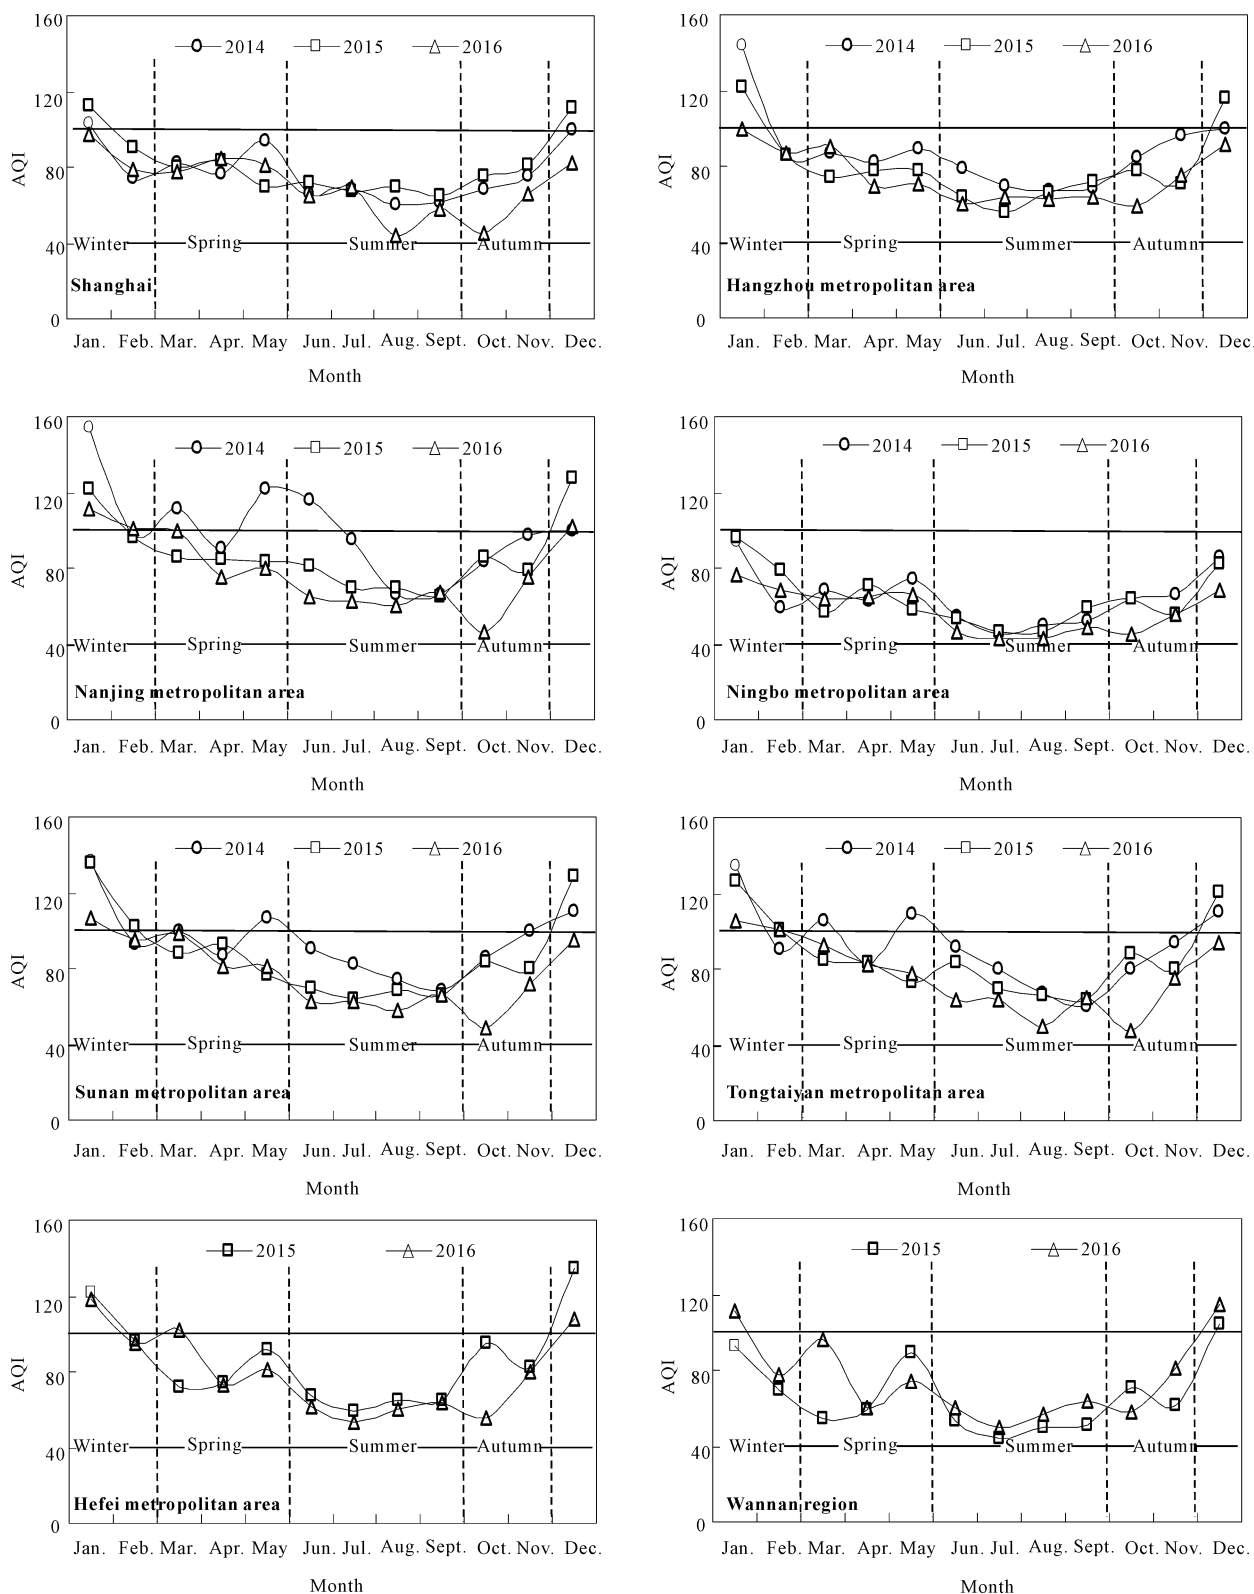 160
120
80
40
0
AQI
2014 2015 2016
Winter Spring Summer Autumn
Shanghai
Jan. Feb. Mar. Apr. May Jun. Jul. Aug. Sept. Oct. Nov. Dec.
Month
160
120
80
40
0
AQI
2014 2015 2016
Winter Spring Summer Autumn
Hangzhou metropolitan area
Jan. Feb. Mar. Apr. May Jun. Jul. Aug. Sept. Oct. Nov. Dec.
Month
160
120
80
40
0
AQI
2014 2015 2016
Winter Spring Summer Autumn
Nanjing metropolitan area
Jan. Feb. Mar. Apr. May Jun. Jul. Aug. Sept. Oct. Nov. Dec.
Month
160
120
80
40
0
AQI
2014 2015 2016
Winter Spring Summer Autumn
Ningbo metropolitan area
Jan. Feb. Mar. Apr. May Jun. Jul. Aug. Sept. Oct. Nov. Dec.
Month
160
120
80
40
0
AQI
2014 2015 2016
Winter Spring Summer Autumn
Sunan metropolitan area
Jan. Feb. Mar. Apr. May Jun. Jul. Aug. Sept. Oct. Nov. Dec.
Month
160
120
80
40
0
AQI
2014 2015 2016
Winter Spring Summer Autumn
Tongtaiyan metropolitan area
Jan. Feb. Mar. Apr. May Jun. Jul. Aug. Sept. Oct. Nov. Dec.
Month
160
120
80
40
0
AQI
2015 2016
Winter Spring Summer Autumn
Hefei metropolitan area
Jan. Feb. Mar. Apr. May Jun. Jul. Aug. Sept. Oct. Nov. Dec.
Month
160
120
80
40
0
AQI
2015 2016
Winter Spring Summer Autumn
Wannan region
Jan. Feb. Mar. Apr. May Jun. Jul. Aug. Sept. Oct. Nov. Dec.
Month